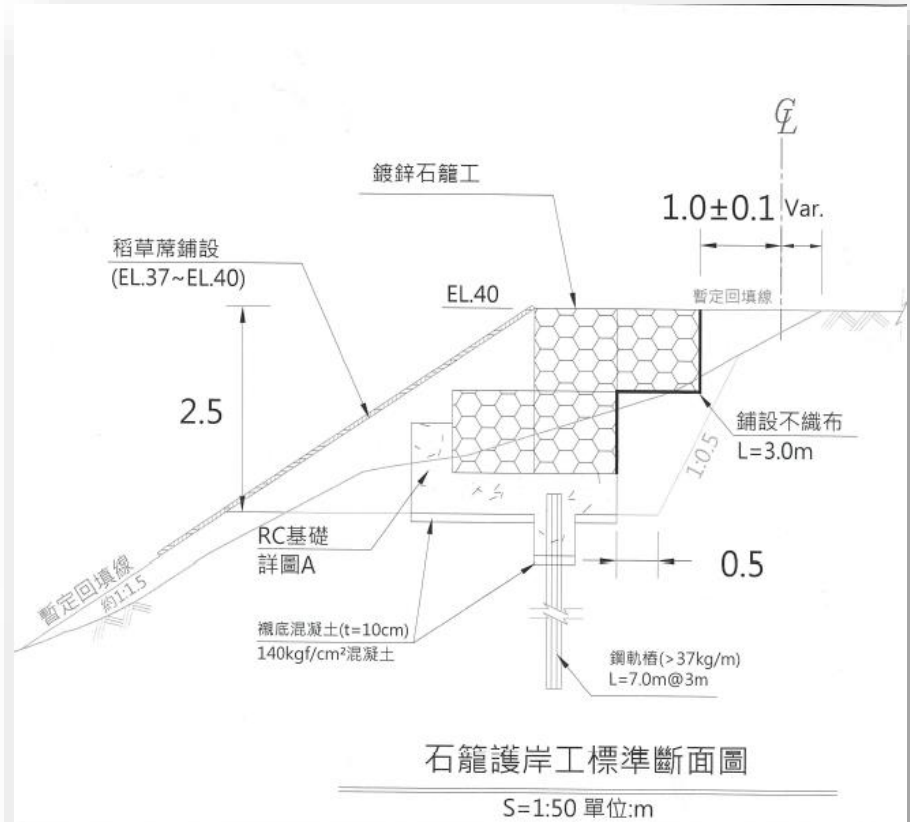 ℄
鍍鋅石籠工
1.0±0.1 Var.
稻草蓆鋪設
(EL.37~EL.40)
EL.40
暫定回填線
2.5
鋪設不織布
L=3.0m
1:0.5
RC基礎
詳圖A
0.5
暫定回填線
約1:1.5
襯底混凝土(t=10cm)
140kgf/cm²混凝土
鋼軌樁(>37kg/m)
L=7.0m@3m
石籠護岸工標準斷面圖
S=1:50 單位:m